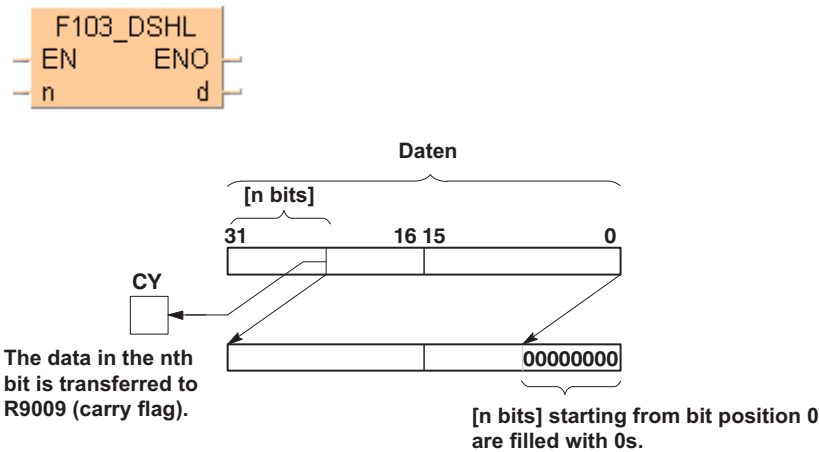 F103_DSHL
EN ENO
n d
Daten
[n bits]
31 16 15 0
CY
The data in the nth
bit is transferred to
R9009 (carry flag).
00000000
[n bits] starting from bit position 0
are filled with 0s.